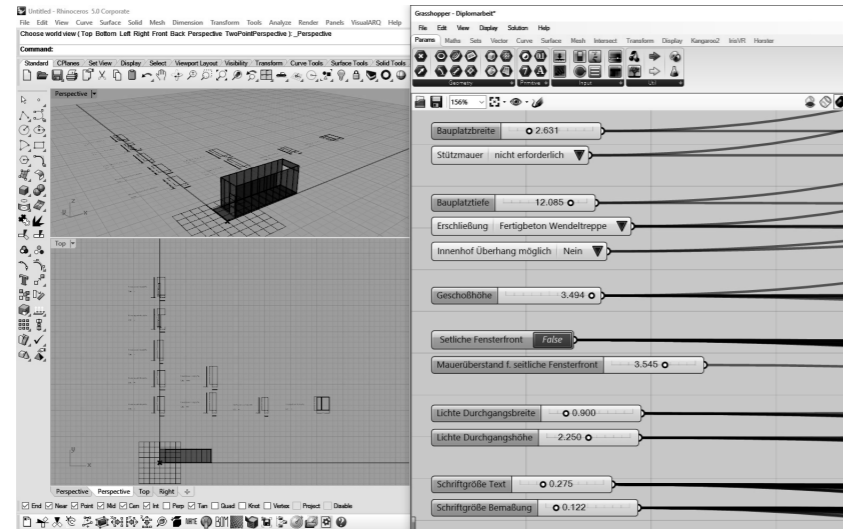 Untitled - Rhinoceros 5.0 Corporate
File Edit View Curve Surface Solid Mesh Dimension Transform Tools Analyze Render Panels VisualARQ Help
Choose world view ( Top Bottom Left Right Front Back Perspective TwoPointPerspective ): _Perspective
Command:
Standard CPlanes Set View Display Select Viewport Layout Visibility Transform Curve Tools Surface Tools Solid Tools
Perspective
Top
Perspective Perspective Top Right
End Near Point Mid Cen Int Perp Tan Quad Knot Vertex Project Disable
Grasshopper - Diplomarbeit*
File Edit View Display Solution Help
Params Maths Sets Vector Curve Surface Mesh Intersect Transform Display Kangaroo2 IrisVR Honster
Geometry Primitive Input Util
156%
Bauplatzbreite 2.631
Stützmauer nicht erforderlich
Bauplatztiefe 12.085
Erschließung Fertigbeton Wendeltreppe
Innenhof Überhang möglich Nein
Geschoßhöhe 3.494
Setliche Fensterfront False
Mauerüberstand f. seitliche Fensterfront 3.545
Lichte Durchgangsbreite 0.900
Lichte Durchgangshöhe 2.250
Schriftgröße Text 0.275
Schriftgröße Bemaßung 0.122